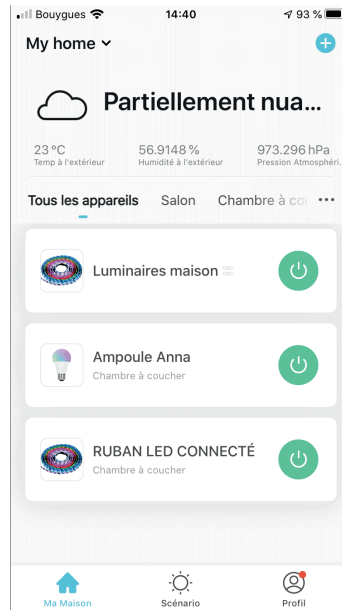 Bouygues 14:40 93 %
My home
Partiellement nua...
23 °C 56.9148 % 973.296 hPa
Temp à l'extérieur Humidité à l'extérieur Pression Atmosphéri.
Tous les appareils Salon Chambre à cou
Luminaires maison
Ampoule Anna
Chambre à coucher
RUBAN LED CONNECTÉ
Chambre à coucher
Ma Maison Scénario Profil